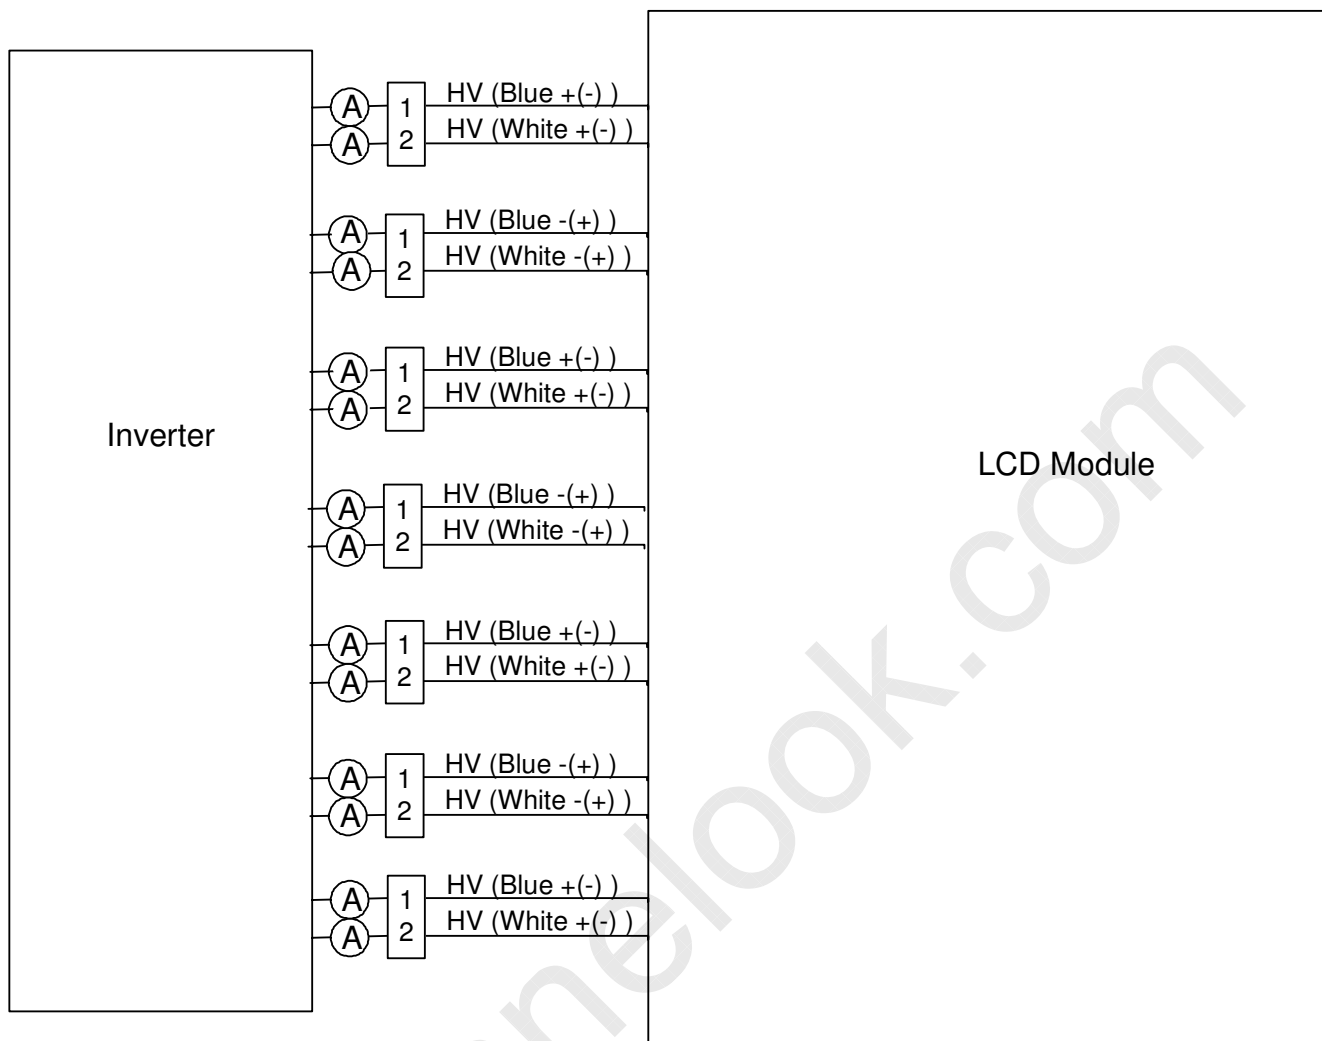 A 1 HV (Blue +(-) )
A 2 HV (White +(-) )
A 1 HV (Blue -(+) )
A 2 HV (White -(+) )
A 1 HV (Blue +(-) )
A 2 HV (White +(-) )
Inverter
LCD Module
A 1 HV (Blue -(+) )
A 2 HV (White -(+) )
A 1 HV (Blue +(-) )
A 2 HV (White +(-) )
A 1 HV (Blue -(+) )
A 2 HV (White -(+) )
A 1 HV (Blue +(-) )
A 2 HV (White +(-) )
nelook.com